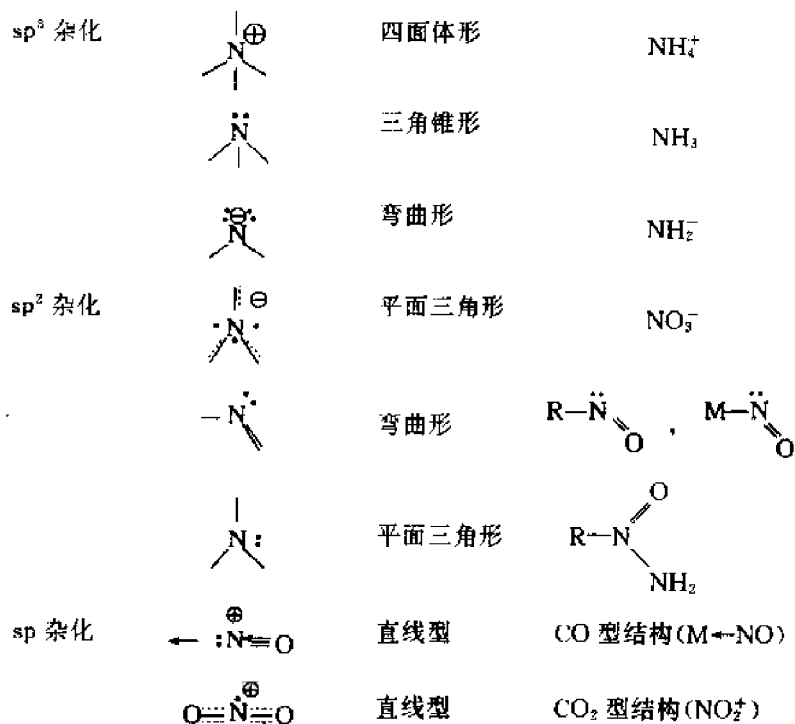 sp³ 杂化 N⊕ 四面体形 NH₄⁺
N 三角锥形 NH₃
N⊖ 弯曲形 NH₂⁻
sp² 杂化 N⊖ 平面三角形 NO₃⁻
N 弯曲形 R—N=O , M—N=O
N: 平面三角形 R—N(=O)—NH₂
sp 杂化 ← :N≡O ⊕ 直线型 CO 型结构(M←NO)
O=N=O ⊕ 直线型 CO₂ 型结构(NO₂⁺)